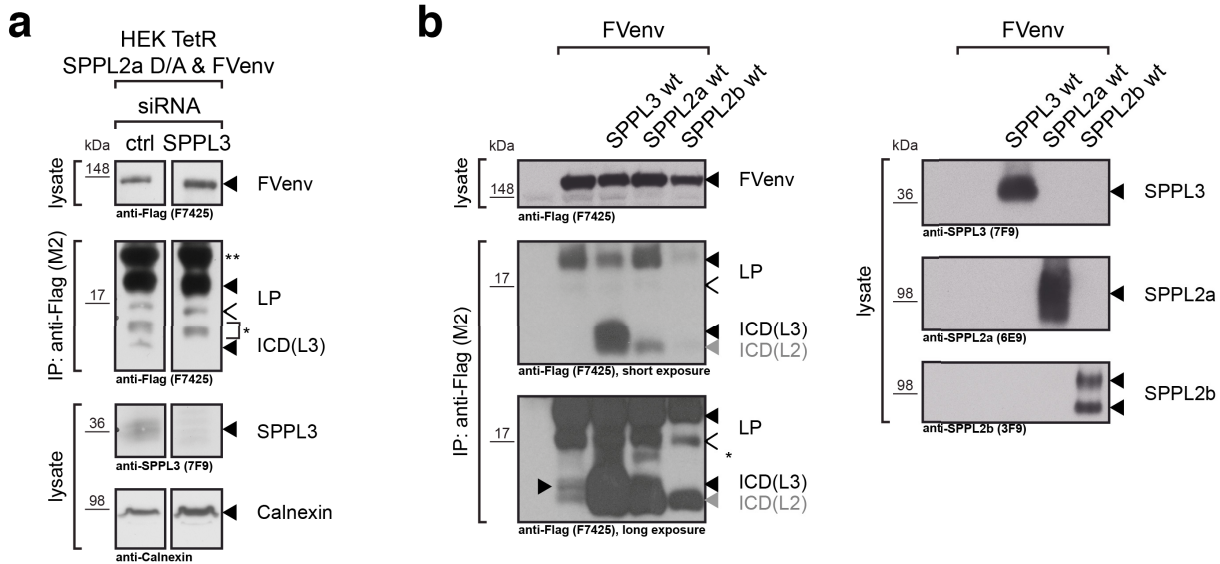 a
HEK TetR
SPPL2a D/A & FVenv
siRNA
kDa ctrl SPPL3
148
lysate
FVenv
anti-Flag (F7425)
IP: anti-Flag (M2)
**
17
LP
*
ICD(L3)
anti-Flag (F7425)
lysate
36
SPPL3
anti-SPPL3 (7F9)
98
Calnexin
anti-Calnexin
b
FVenv
SPPL3 wt
SPPL2a wt
SPPL2b wt
kDa
lysate
148
FVenv
anti-Flag (F7425)
IP: anti-Flag (M2)
17
LP
ICD(L3)
ICD(L2)
anti-Flag (F7425), short exposure
17
LP
*
ICD(L3)
ICD(L2)
anti-Flag (F7425), long exposure
FVenv
SPPL3 wt
SPPL2a wt
SPPL2b wt
kDa
lysate
36
SPPL3
anti-SPPL3 (7F9)
98
SPPL2a
anti-SPPL2a (6E9)
98
SPPL2b
anti-SPPL2b (3F9)